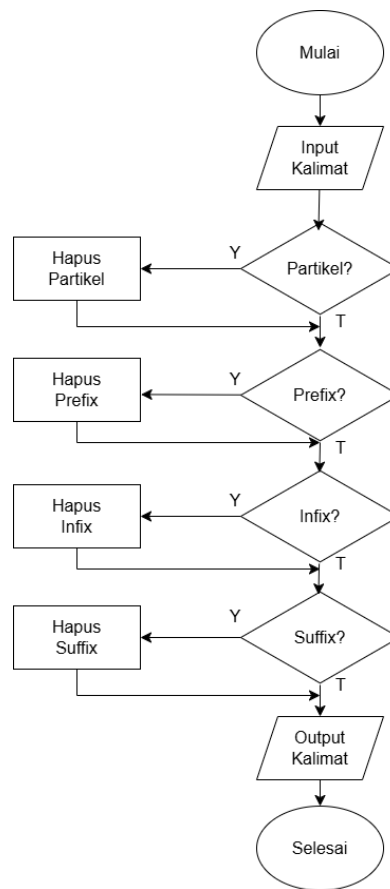 Mulai
Input
Kalimat
Partikel?
Y
Hapus
Partikel
T
Prefix?
Y
Hapus
Prefix
T
Infix?
Y
Hapus
Infix
T
Suffix?
Y
Hapus
Suffix
T
Output
Kalimat
Selesai